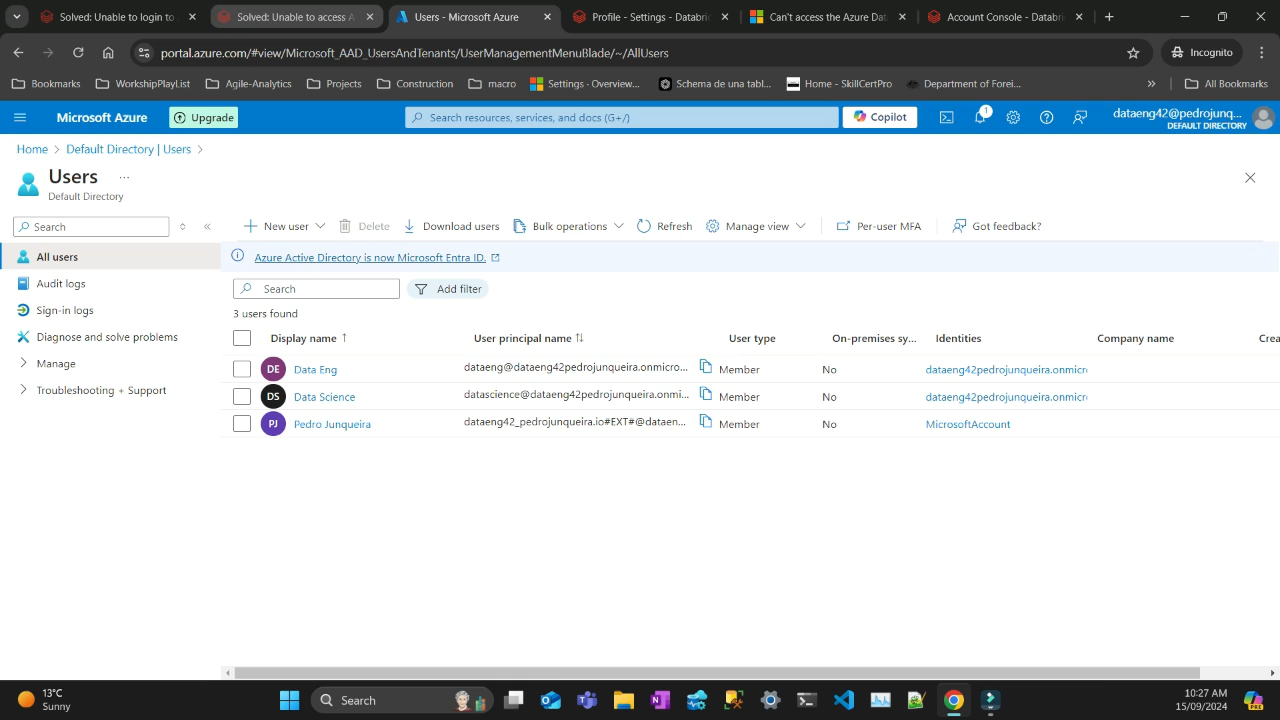 Solved: Unable to login to
Solved: Unable to access A
Users - Microsoft Azure
Profile - Settings - Databric
Can't access the Azure Dat
Account Console - Databri
portal.azure.com/#view/Microsoft_AAD_UsersAndTenants/UserManagementMenuBlade/~/AllUsers
Incognito
Bookmarks
WorkshipPlayList
Agile-Analytics
Projects
Construction
macro
Settings - Overview...
Schema de una tabl...
Home - SkillCertPro
Department of Forei...
All Bookmarks
Microsoft Azure
Upgrade
Search resources, services, and docs (G+/)
Copilot
1
dataeng42@pedrojunq...
DEFAULT DIRECTORY
Home > Default Directory | Users >
Users ...
Default Directory
Search
New user
Delete
Download users
Bulk operations
Refresh
Manage view
Per-user MFA
Got feedback?
All users
Audit logs
Sign-in logs
Diagnose and solve problems
Manage
Troubleshooting + Support
Azure Active Directory is now Microsoft Entra ID.
Search
Add filter
3 users found
Display name ↑ User principal name ↑↓ User type On-premises sy... Identities Company name Crea
DE Data Eng dataeng@dataeng42pedrojunqueira.onmicro... Member No dataeng42pedrojunqueira.onmicro
DS Data Science datascience@dataeng42pedrojunqueira.onmi... Member No dataeng42pedrojunqueira.onmicro
PJ Pedro Junqueira dataeng42_pedrojunqueira.io#EXT#@dataen... Member No MicrosoftAccount
13°C
Sunny
Search
10:27 AM
15/09/2024
PRE